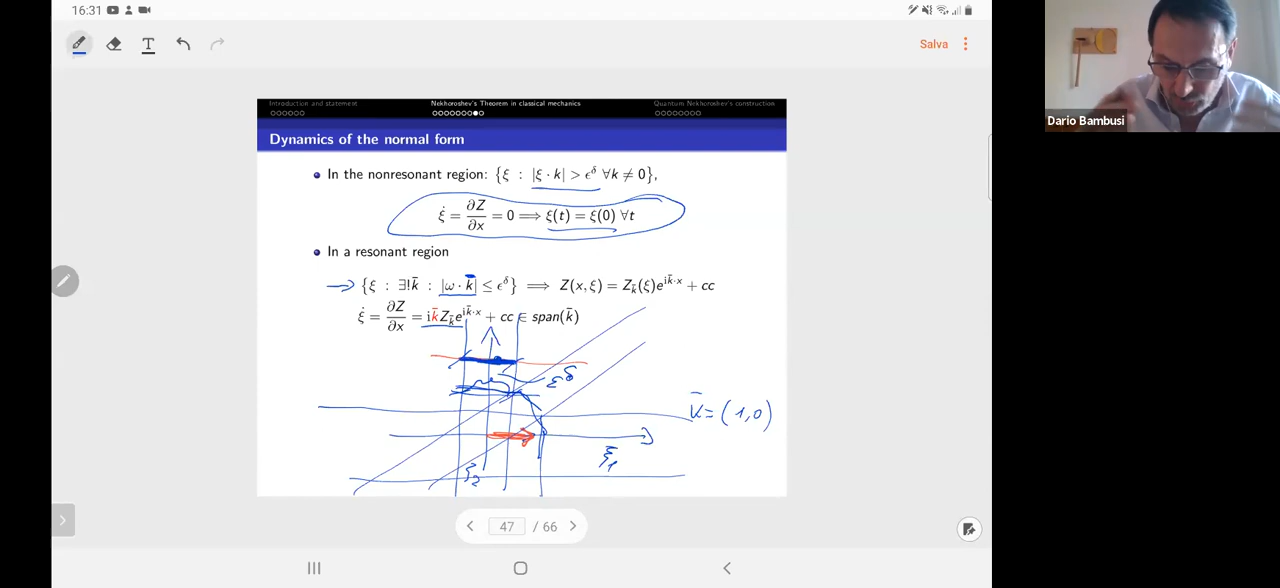 16:31
Salva
Introduction and statement
Nekhoroshev's Theorem in classical mechanics
Quantum Nekhoroshev's construction
Dynamics of the normal form
In the nonresonant region: {ξ : |ξ · k| > ϵ^δ ∀k ≠ 0},
ξ̇ = ∂Z/∂x = 0 ⟹ ξ(t) = ξ(0) ∀t
In a resonant region
{ξ : ∃!k̄ : |ω · k̄| ≤ ϵ^δ} ⟹ Z(x, ξ) = Z_k̄(ξ)e^{ik̄·x} + cc
ξ̇ = ∂Z/∂x = ik̄Z_k̄e^{ik̄·x} + cc ∈ span(k̄)
ε^δ
k̄ = (1,0)
ξ₁
ξ₂
47 / 66
Dario Bambusi